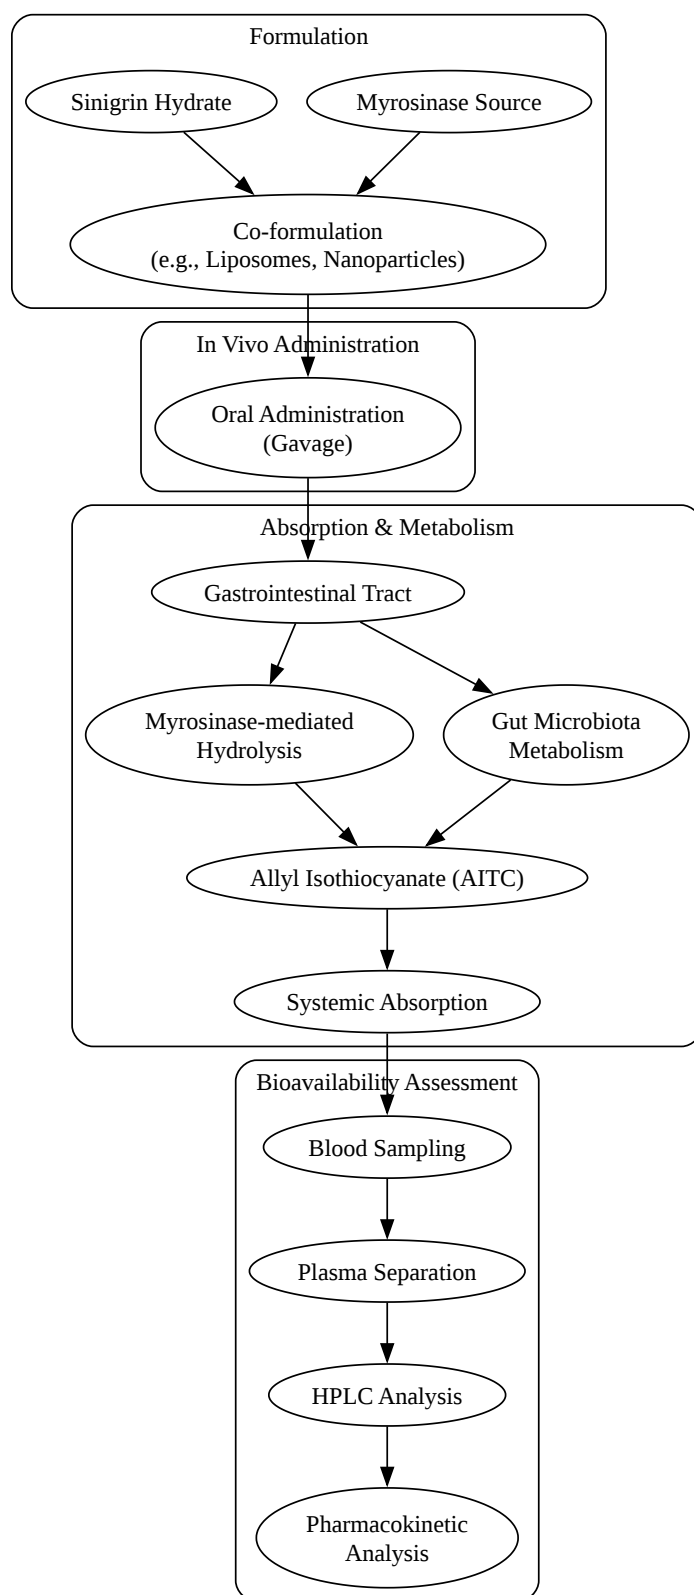 Formulation
Sinigrin Hydrate
Myrosinase Source
Co-formulation
(e.g., Liposomes, Nanoparticles)
In Vivo Administration
Oral Administration
(Gavage)
Absorption & Metabolism
Gastrointestinal Tract
Myrosinase-mediated
Hydrolysis
Gut Microbiota
Metabolism
Allyl Isothiocyanate (AITC)
Systemic Absorption
Bioavailability Assessment
Blood Sampling
Plasma Separation
HPLC Analysis
Pharmacokinetic
Analysis